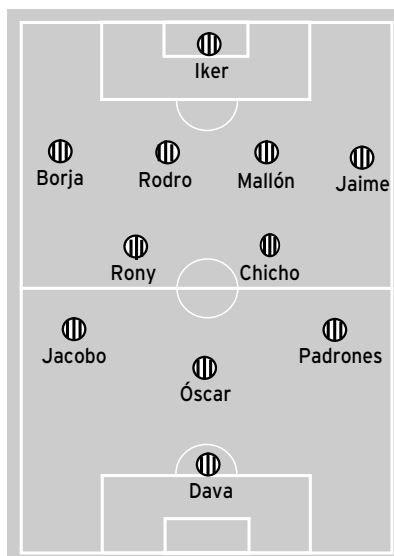 Iker
Borja Rodro Mallón Jaime
Rony Chicho
Jacobo Padrones
Óscar
Dava